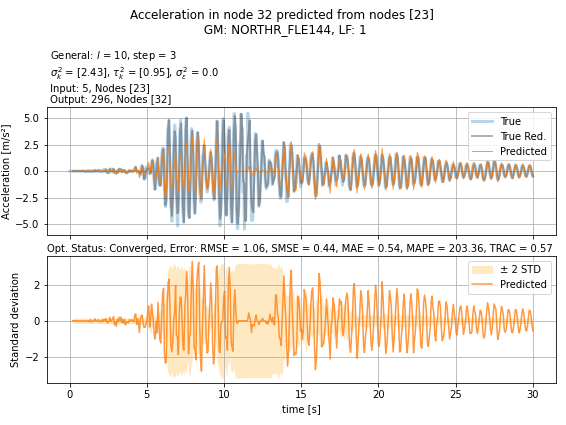 Acceleration in node 32 predicted from nodes [23]
GM: NORTHR_FLE144, LF: 1
General: l = 10, step = 3
σ²ₖ = [2.43], τ²ₖ = [0.95], σ²ₑ = 0.0
Input: 5, Nodes [23]
Output: 296, Nodes [32]
5.0
2.5
0.0
−2.5
−5.0
Acceleration [m/s²]
True
True Red.
Predicted
Opt. Status: Converged, Error: RMSE = 1.06, SMSE = 0.44, MAE = 0.54, MAPE = 203.36, TRAC = 0.57
2
0
−2
Standard deviation
± 2 STD
Predicted
0 5 10 15 20 25 30
time [s]